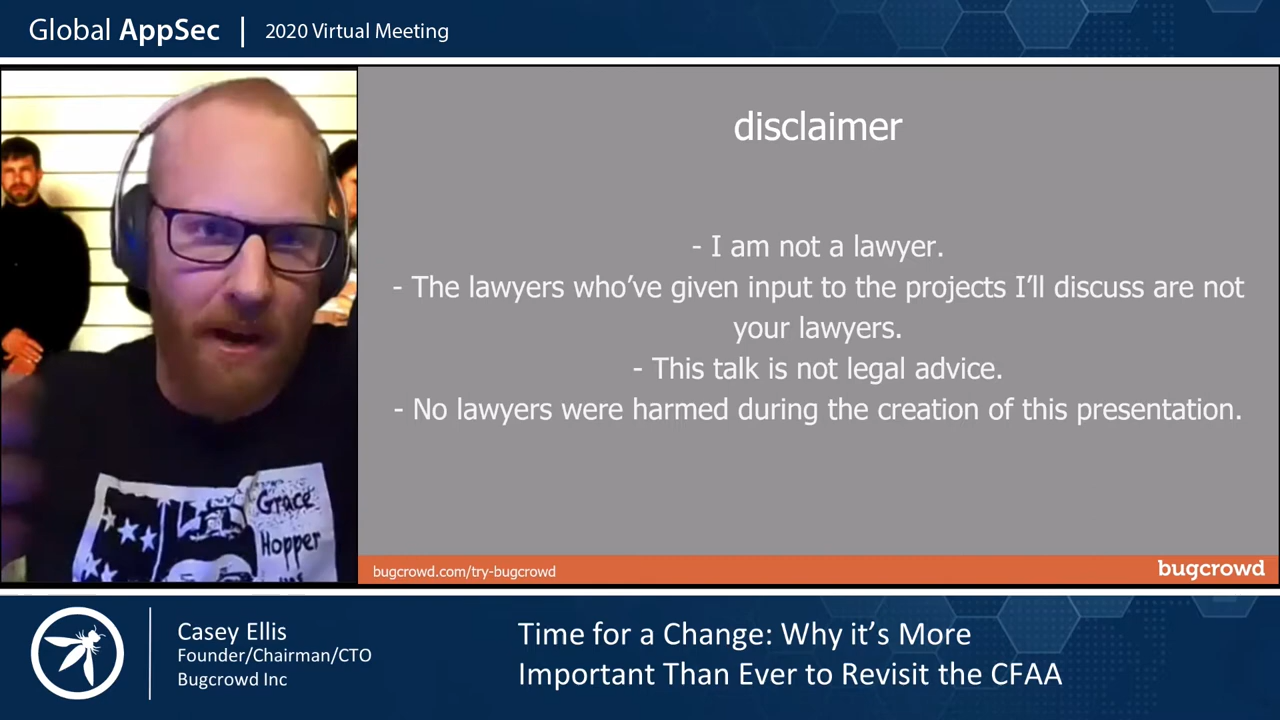 Global AppSec | 2020 Virtual Meeting
disclaimer
- I am not a lawyer.
- The lawyers who’ve given input to the projects I’ll discuss are not
your lawyers.
- This talk is not legal advice.
- No lawyers were harmed during the creation of this presentation.
Grace
Hopper
bugcrowd.com/try-bugcrowd
bugcrowd
Casey Ellis
Founder/Chairman/CTO
Bugcrowd Inc
Time for a Change: Why it’s More
Important Than Ever to Revisit the CFAA